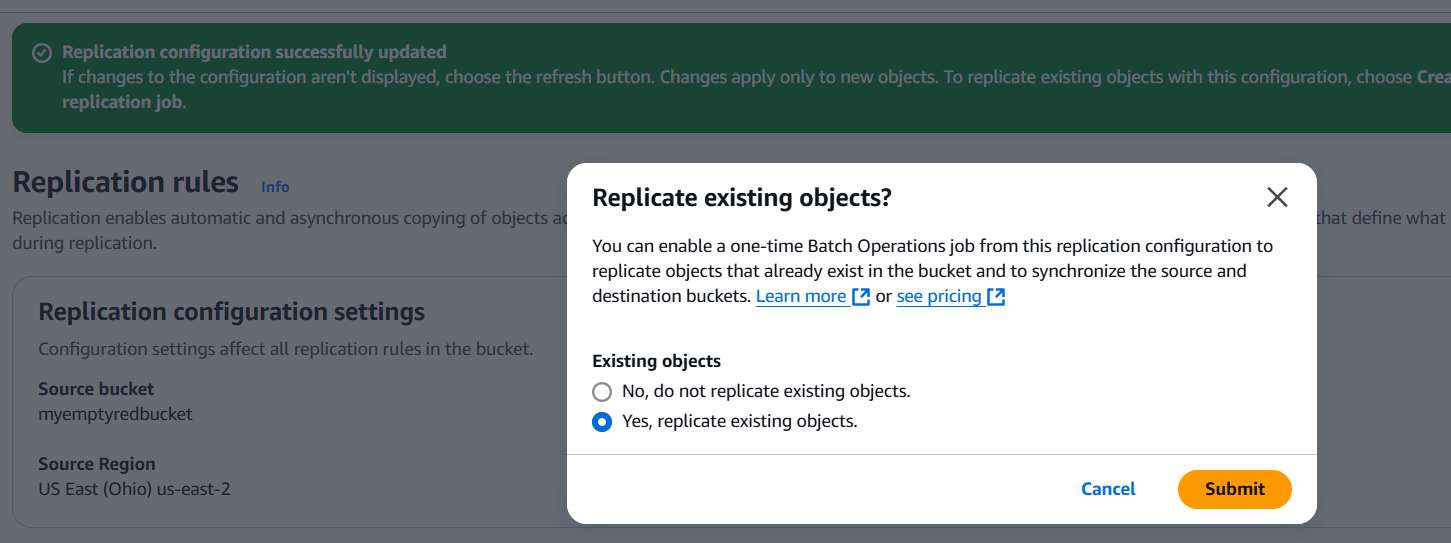 Replication configuration successfully updated
If changes to the configuration aren't displayed, choose the refresh button. Changes apply only to new objects. To replicate existing objects with this configuration, choose
replication job.
Replication rules Info
Replication enables automatic and asynchronous copying of objects
that define what
during replication.
Replication configuration settings
Configuration settings affect all replication rules in the bucket.
Source bucket
myemptyredbucket
Source Region
US East (Ohio) us-east-2
Replicate existing objects?
You can enable a one-time Batch Operations job from this replication configuration to
replicate objects that already exist in the bucket and to synchronize the source and
destination buckets. Learn more or see pricing
Existing objects
No, do not replicate existing objects.
Yes, replicate existing objects.
Cancel Submit